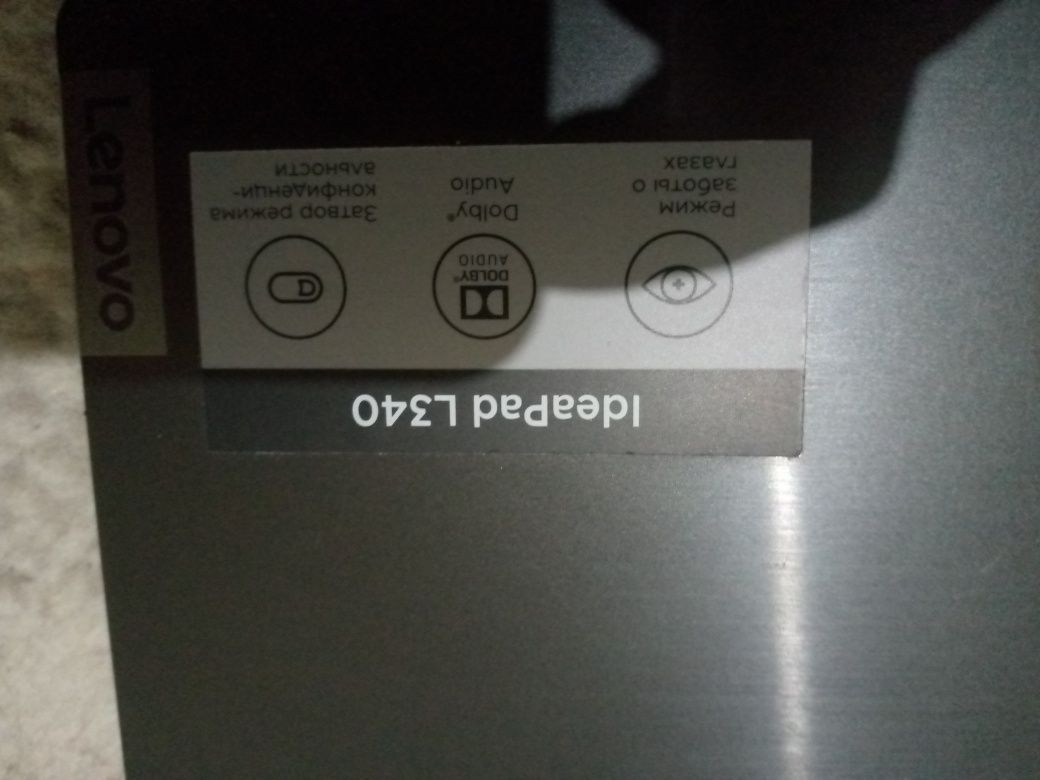 Lenovo
IdeaPad L340
DOLBY®
AUDIO
Режим
заботы о
глазах
Dolby®
Audio
Затвор режима
конфиденци-
альности